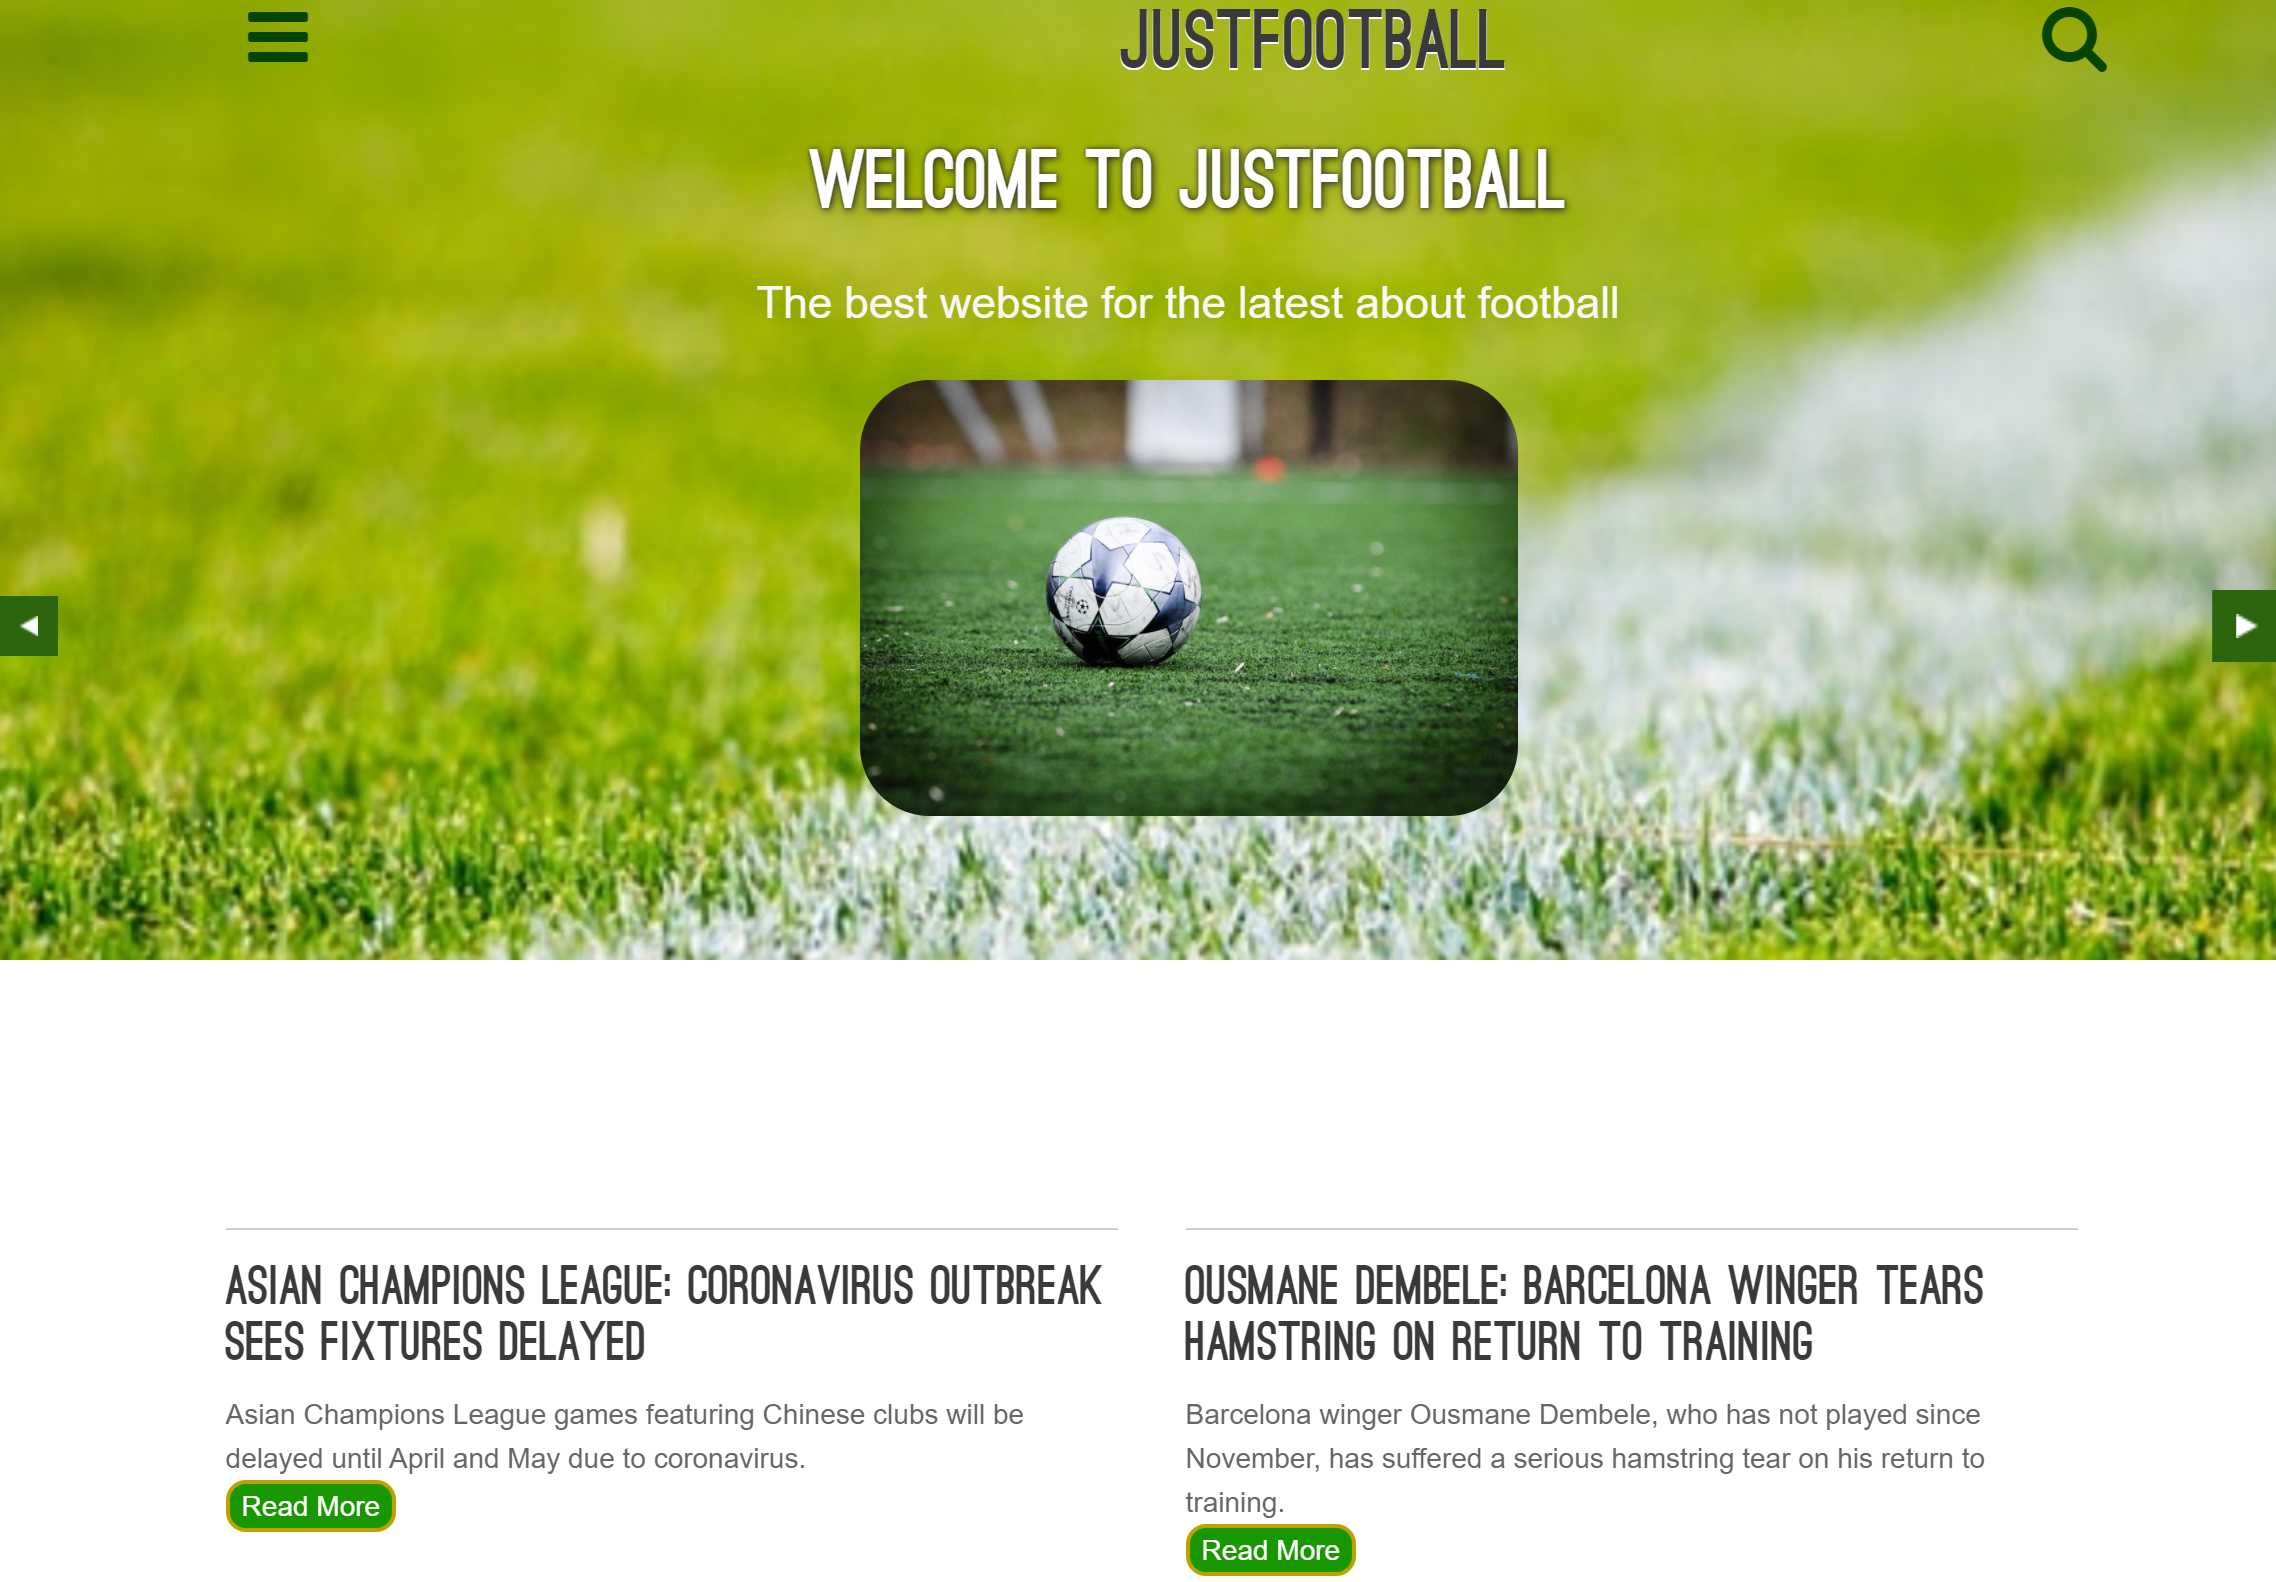 JUSTFOOTBALL
WELCOME TO JUSTFOOTBALL
The best website for the latest about football
ASIAN CHAMPIONS LEAGUE: CORONAVIRUS OUTBREAK
SEES FIXTURES DELAYED
Asian Champions League games featuring Chinese clubs will be
delayed until April and May due to coronavirus.
Read More
OUSMANE DEMBELE: BARCELONA WINGER TEARS
HAMSTRING ON RETURN TO TRAINING
Barcelona winger Ousmane Dembele, who has not played since
November, has suffered a serious hamstring tear on his return to
training.
Read More